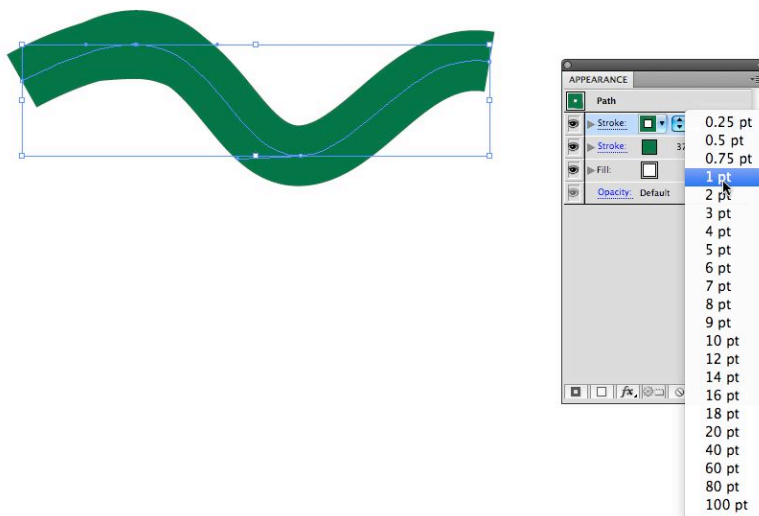 APPEARANCE
Path
Stroke:
Stroke: 37
Fill:
Opacity: Default
fx
0.25 pt
0.5 pt
0.75 pt
1 pt
2 pt
3 pt
4 pt
5 pt
6 pt
7 pt
8 pt
9 pt
10 pt
12 pt
14 pt
16 pt
18 pt
20 pt
40 pt
60 pt
80 pt
100 pt